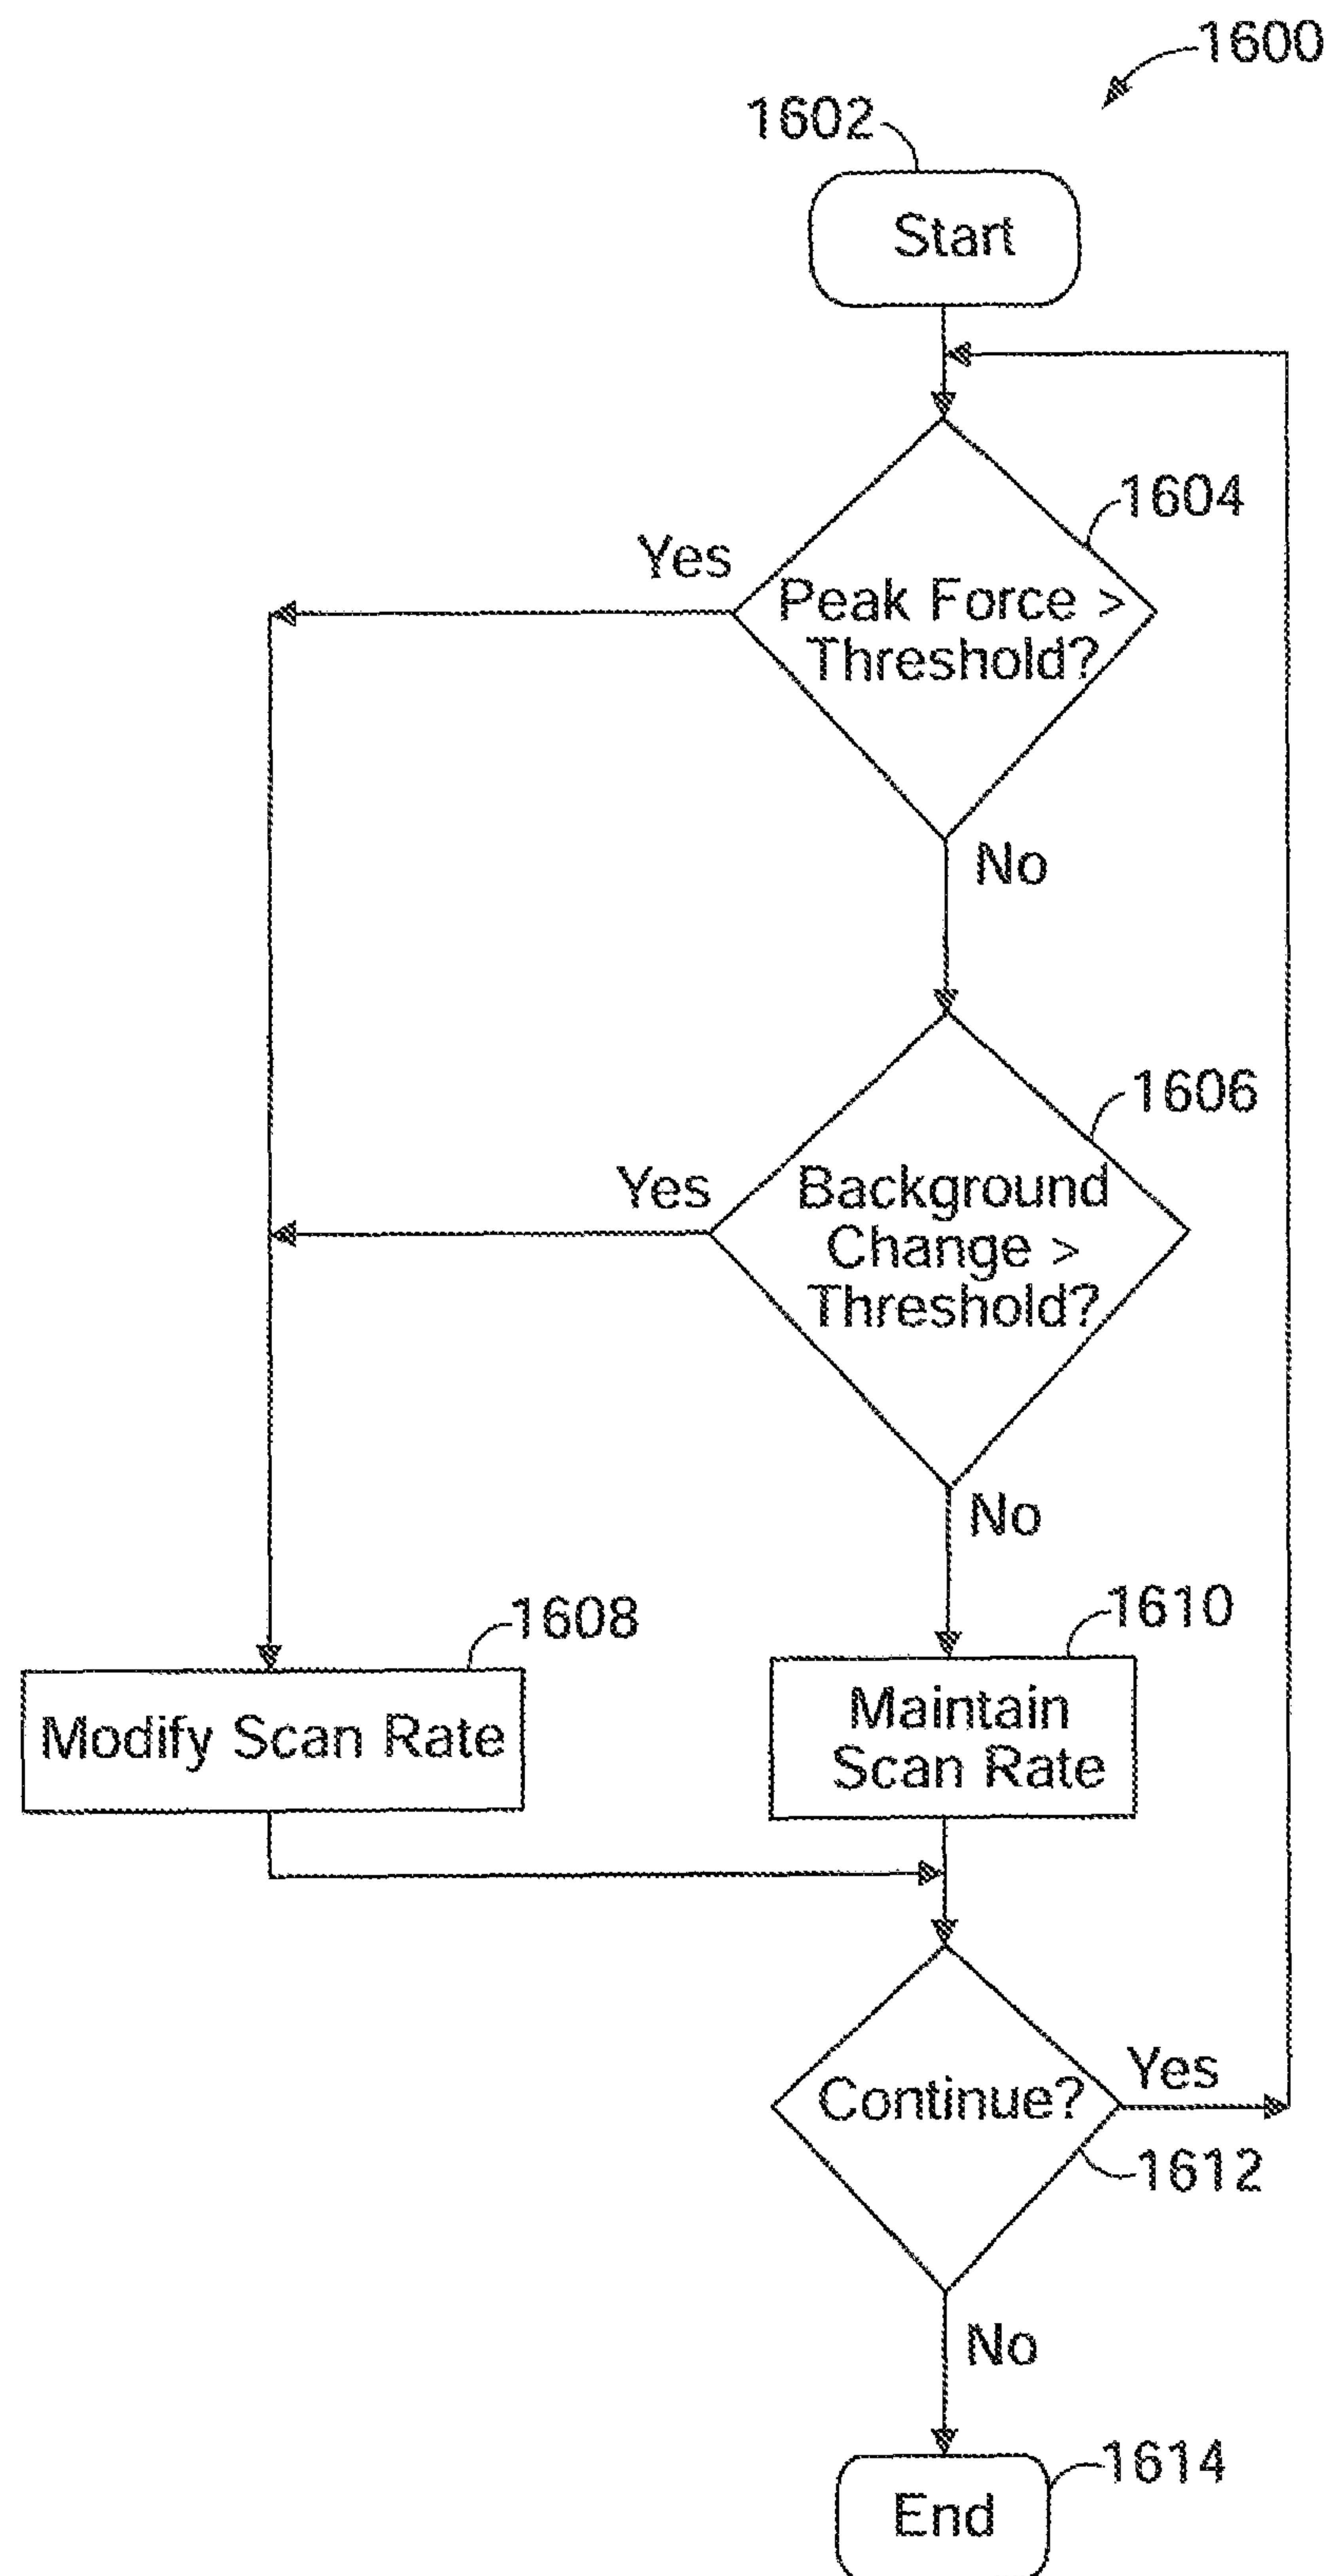 1600
1602
Start
1604
Yes
Peak Force >
Threshold?
No
1606
Yes
Background
Change >
Threshold?
No
1608
1610
Modify Scan Rate
Maintain
Scan Rate
Yes
Continue?
1612
No
1614
End